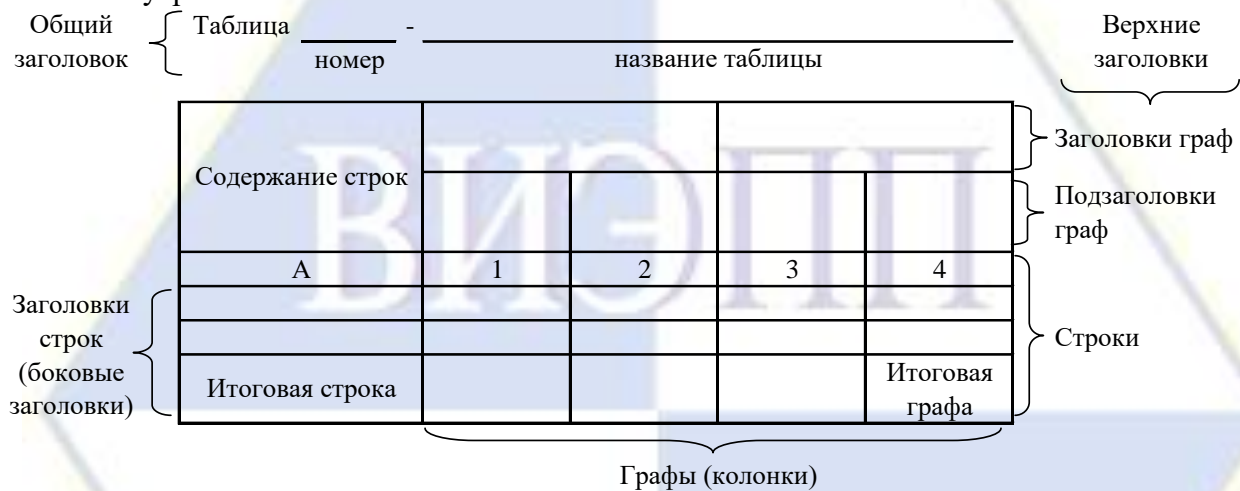 Общий
заголовок
Таблица -
номер
название таблицы
Верхние
заголовки
Содержание строк
Заголовки граф
Подзаголовки
граф
ВИЭПП
А 1 2 3 4
Заголовки
строк
(боковые
заголовки)
Строки
Итоговая строка
Итоговая
графа
Графы (колонки)